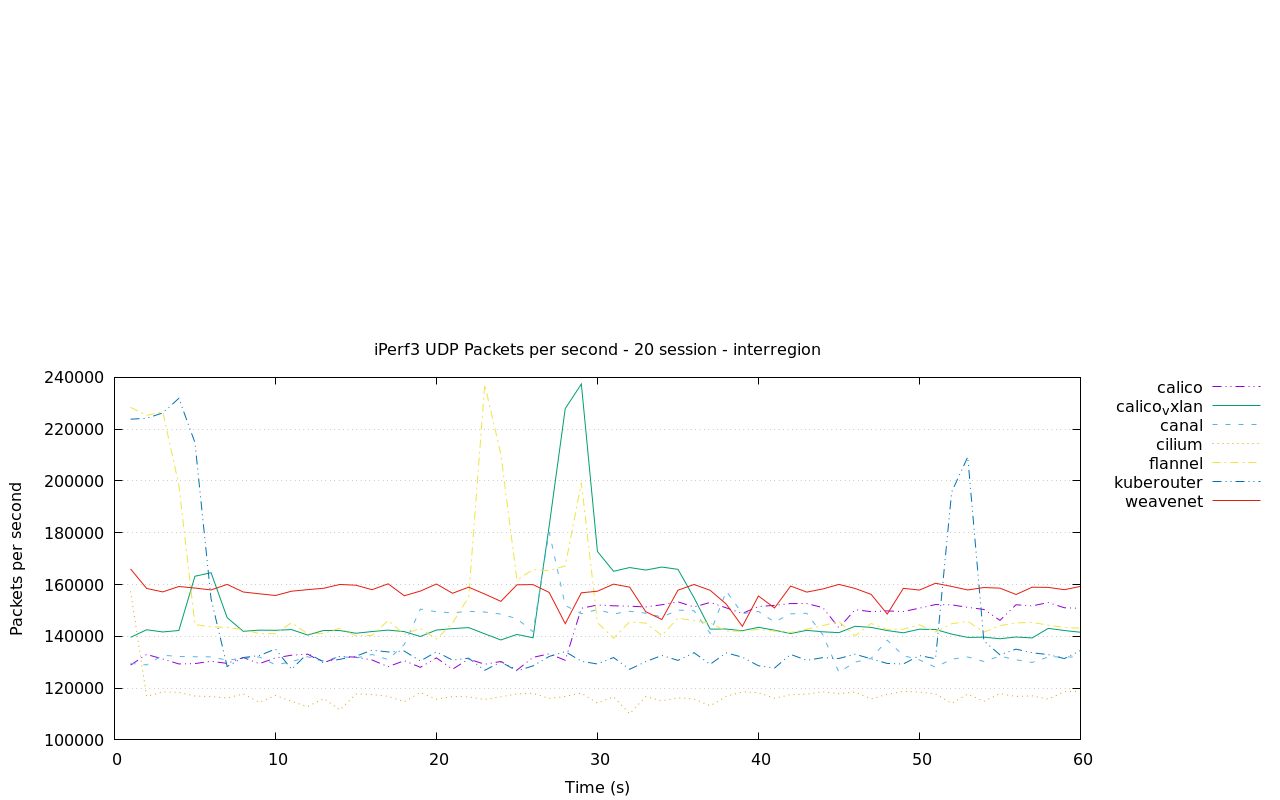 iPerf3 UDP Packets per second - 20 session - interregion
240000
220000
200000
180000
160000
140000
120000
100000
Packets per second
0 10 20 30 40 50 60
Time (s)
calico
calicovxlan
canal
cilium
flannel
kuberouter
weavenet